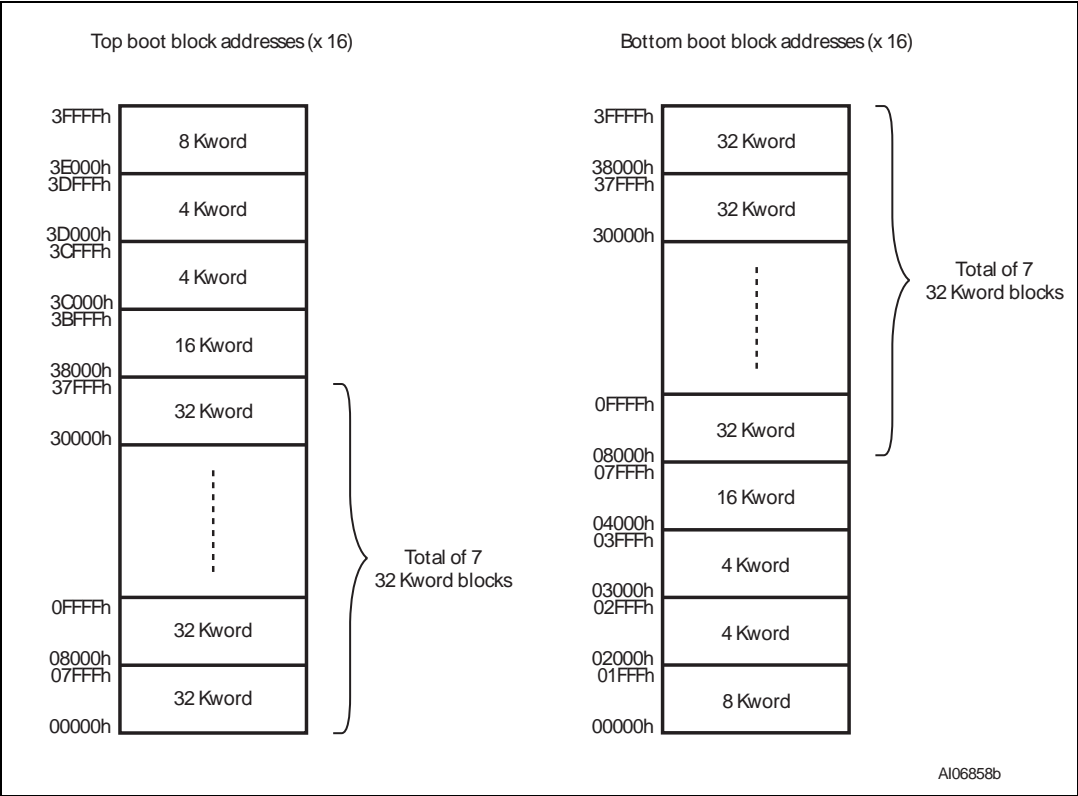 Top boot block addresses (x 16)
3FFFFh
8 Kword
3E000h
3DFFFh
4 Kword
3D000h
3CFFFh
4 Kword
3C000h
3BFFFh
16 Kword
38000h
37FFFh
32 Kword
30000h
Total of 7
32 Kword blocks
0FFFFh
32 Kword
08000h
07FFFh
32 Kword
00000h
Bottom boot block addresses (x 16)
3FFFFh
32 Kword
38000h
37FFFh
32 Kword
30000h
Total of 7
32 Kword blocks
0FFFFh
32 Kword
08000h
07FFFh
16 Kword
04000h
03FFFh
4 Kword
03000h
02FFFh
4 Kword
02000h
01FFFh
8 Kword
00000h
AI06858b